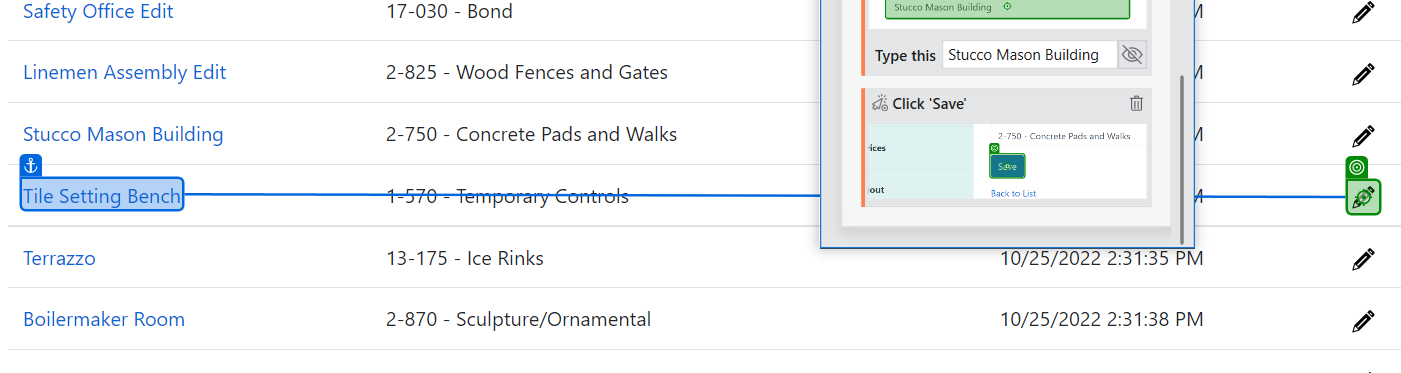 Safety Office Edit 17-030 - Bond M
Linemen Assembly Edit 2-825 - Wood Fences and Gates M
Stucco Mason Building 2-750 - Concrete Pads and Walks M
Tile Setting Bench 1-570 - Temporary Controls M
Terrazzo 13-175 - Ice Rinks 10/25/2022 2:31:35 PM
Boilermaker Room 2-870 - Sculpture/Ornamental 10/25/2022 2:31:38 PM
Stucco Mason Building
Type this Stucco Mason Building
Click 'Save'
2-750 - Concrete Pads and Walks
ices
Save
out
Back to List